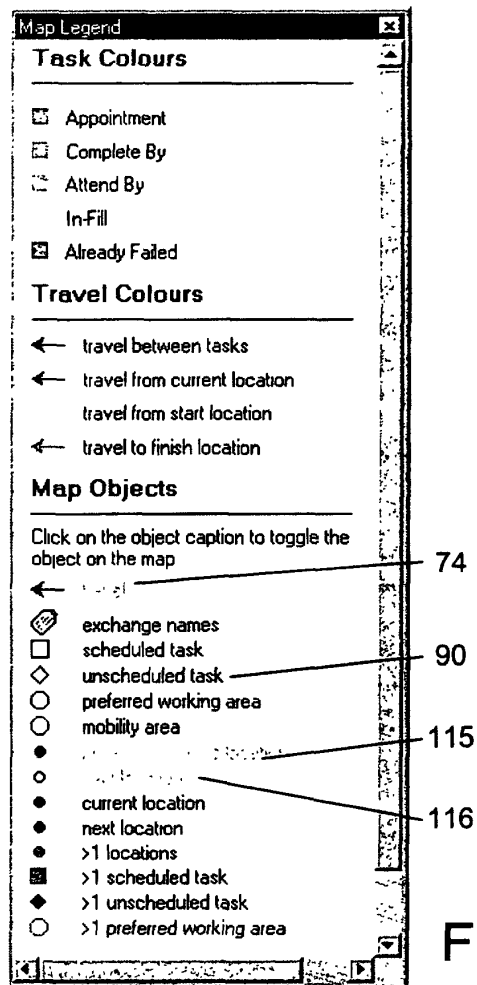 Map Legend
Task Colours
Appointment
Complete By
Attend By
In-Fill
Already Failed
Travel Colours
travel between tasks
travel from current location
travel from start location
travel to finish location
Map Objects
Click on the object caption to toggle the
object on the map
74
exchange names
scheduled task
unscheduled task
90
preferred working area
mobility area
115
116
current location
next location
>1 locations
>1 scheduled task
>1 unscheduled task
>1 preferred working area
F